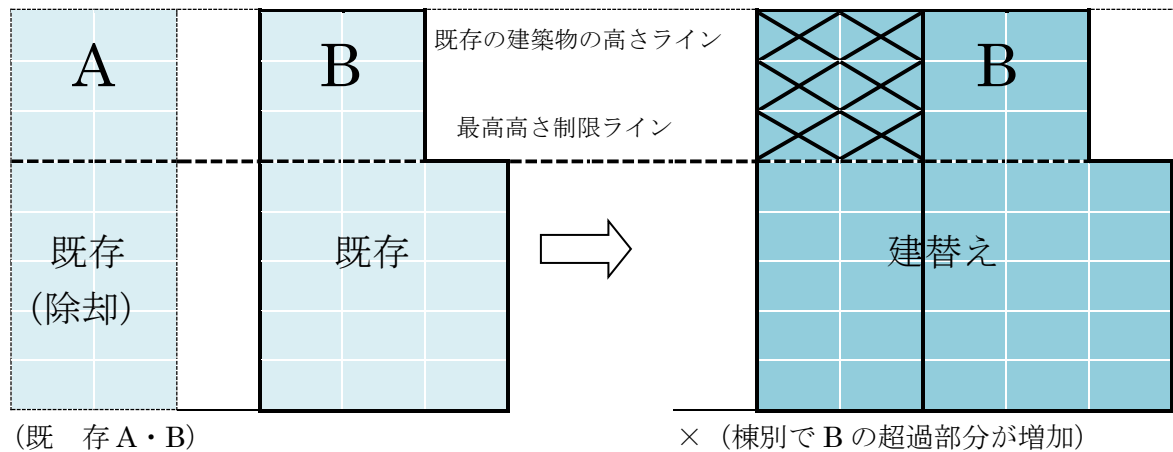 A
B
既存の建築物の高さライン
B
最高高さ制限ライン
既存
(除却)
既存
建替え
(既　存 A・B)
×（棟別で B の超過部分が増加）